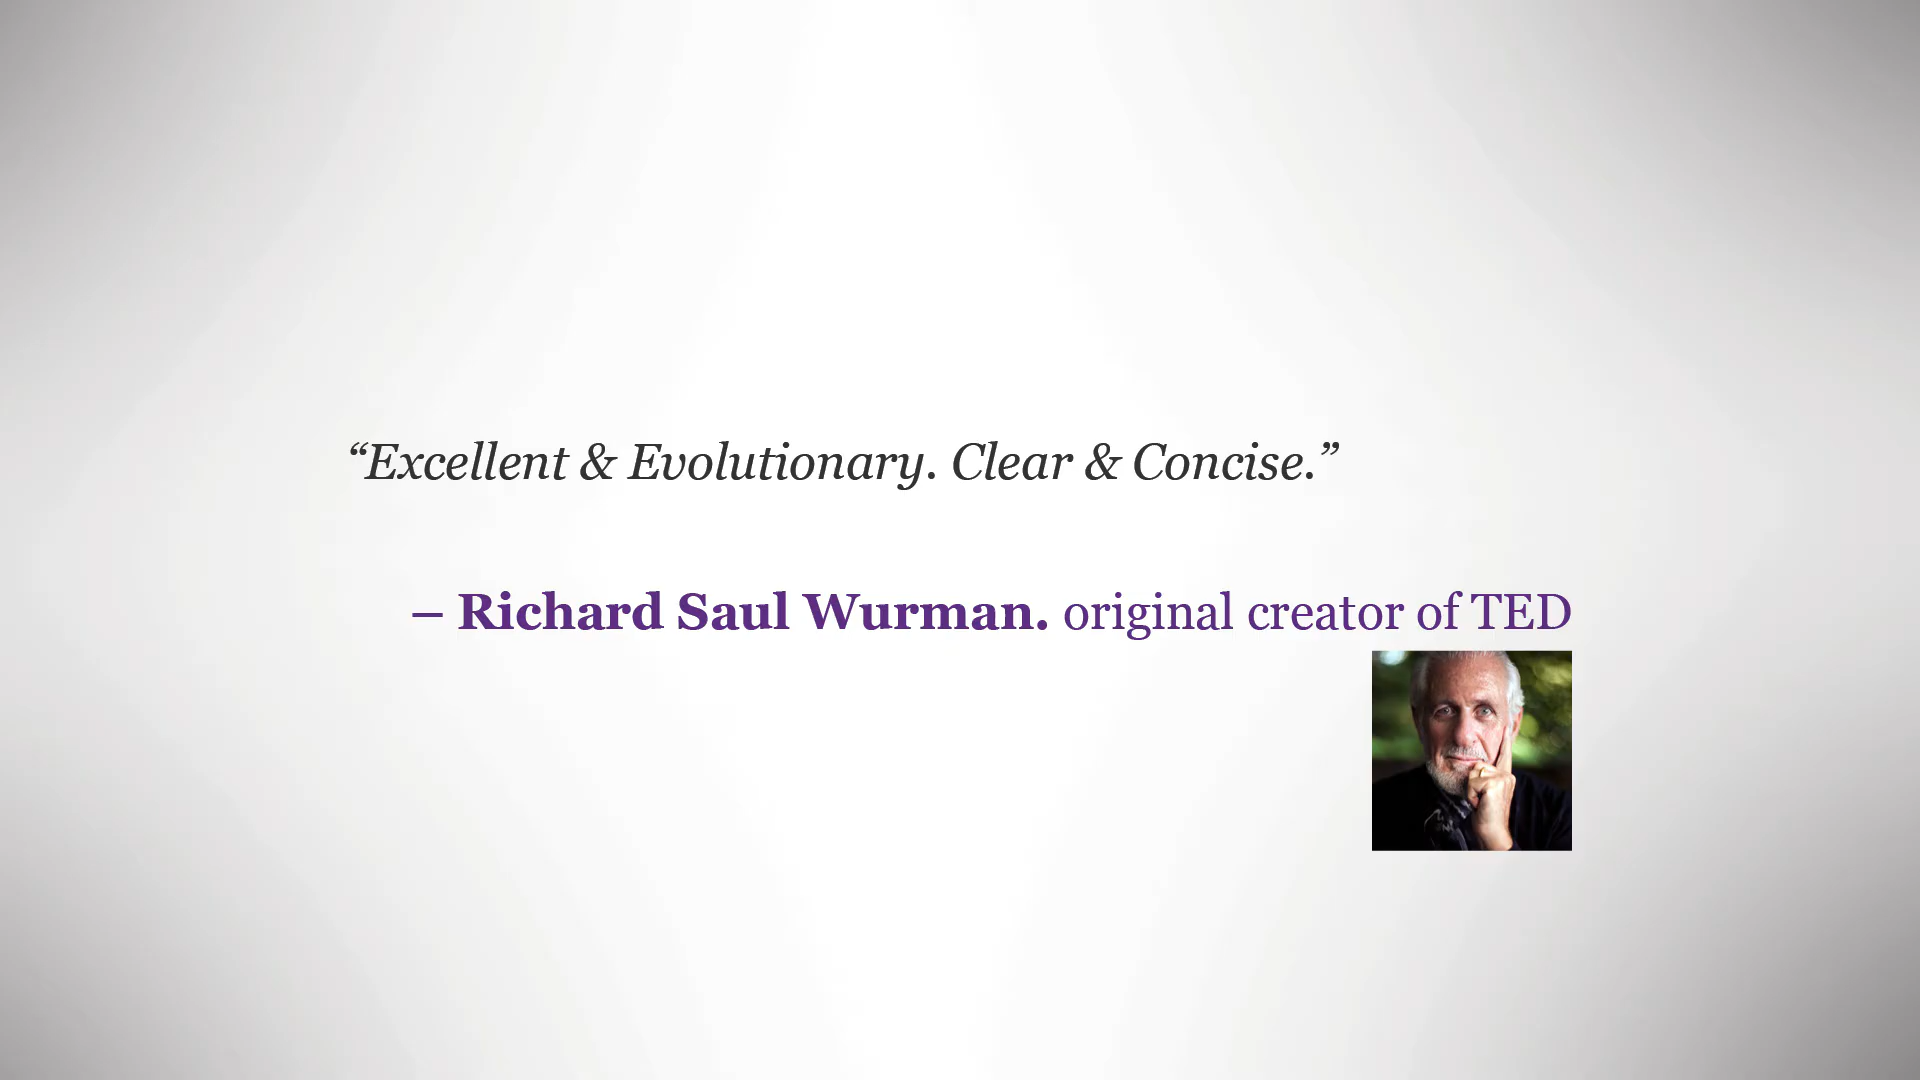 “Excellent & Evolutionary. Clear & Concise.”
– Richard Saul Wurman. original creator of TED